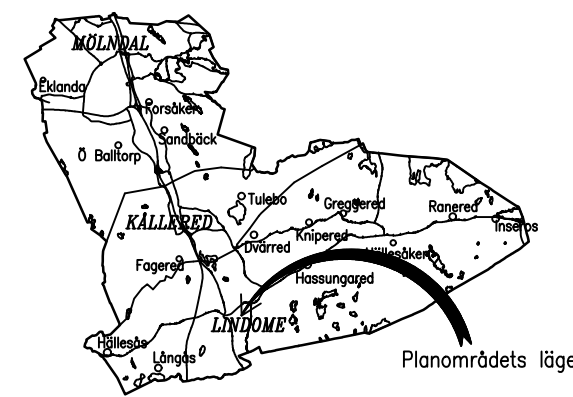 MÖLNDAL
Eklanda
Forsåker
Sandbäck
Ö Balltorp
Tulebo
Greggered
Ranered
KÅLLERED
Inseros
Knipered
Dvärred
Hällesåker
Fagered
Hassungared
LINDOME
Hällesås
Långås
Planområdets läge